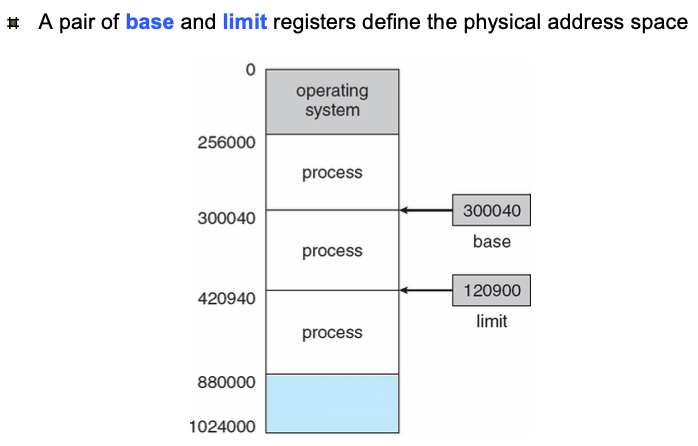 A pair of base and limit registers define the physical address space
0
operating
system
256000
process
300040
300040
base
process
420940
120900
limit
process
880000
1024000